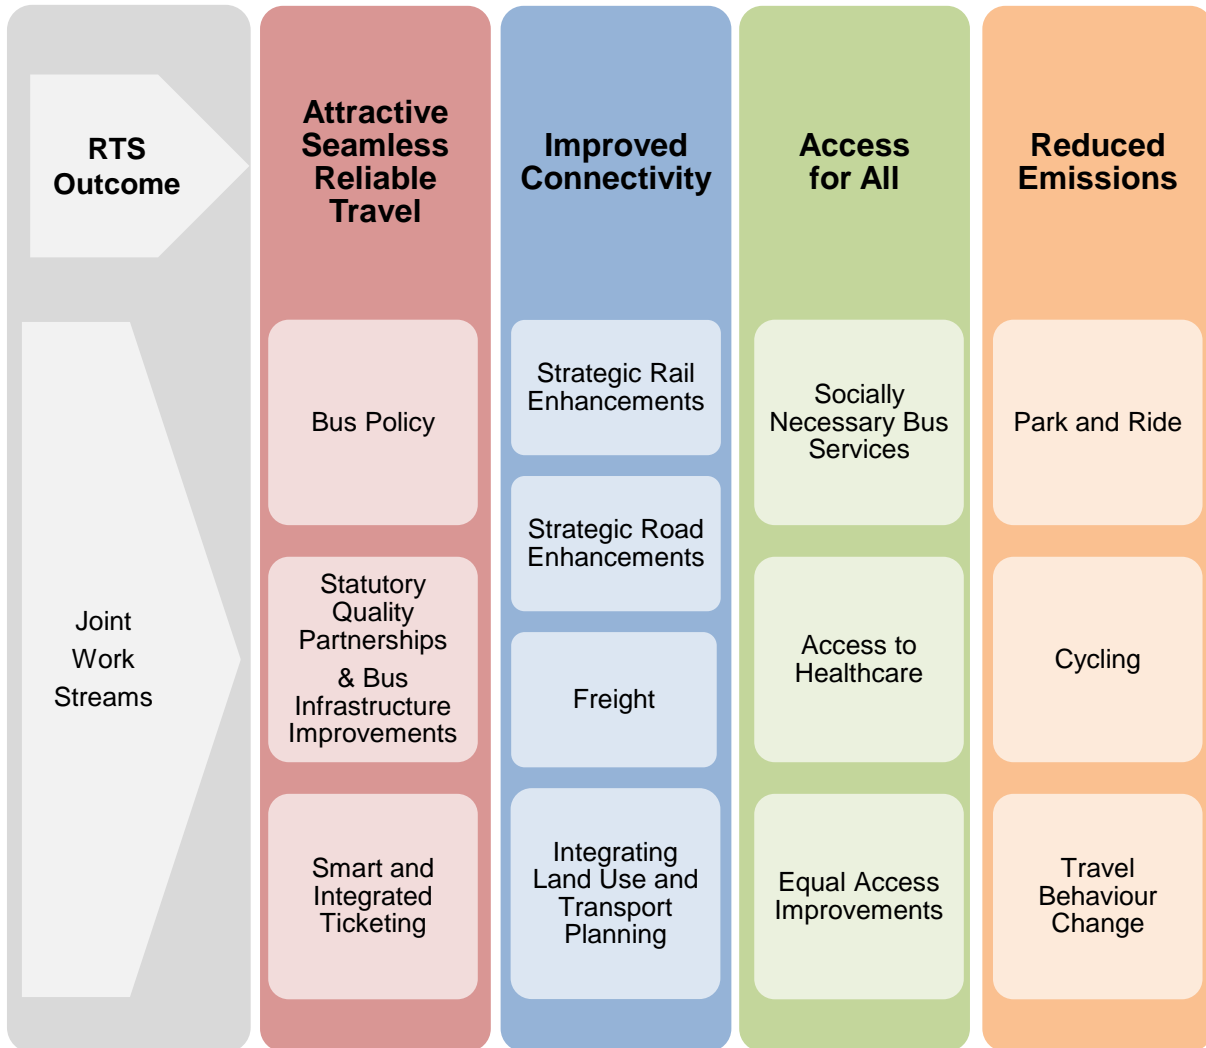 RTS
Outcome
Attractive
Seamless
Reliable
Travel
Improved
Connectivity
Access
for All
Reduced
Emissions
Joint
Work
Streams
Bus Policy
Statutory
Quality
Partnerships
& Bus
Infrastructure
Improvements
Smart and
Integrated
Ticketing
Strategic Rail
Enhancements
Strategic Road
Enhancements
Freight
Integrating
Land Use and
Transport
Planning
Socially
Necessary Bus
Services
Access to
Healthcare
Equal Access
Improvements
Park and Ride
Cycling
Travel
Behaviour
Change